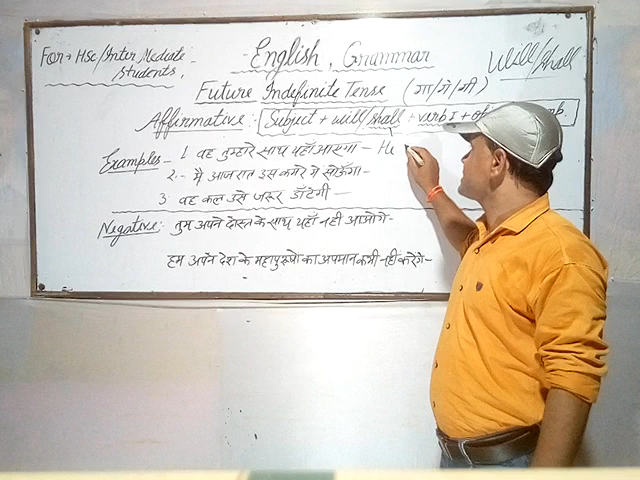 For → HSc/Inter Mediate - Students,
English, Grammar
Will/Shall
Future Indefinite Tense (गा/गे/गी)
Affirmative: Subject + will/shall + verb I + ob
Examples - 1 वह तुम्हारे साथ यहाँ आएगा - He
2.- मैं आज रात इस कमरे में सोऊँगा-
3 वह कल उसे जरूर डाँटेगी -
Negative: तुम अपने दोस्त के साथ यहाँ नहीं आओगे-
हम अपने देश के महापुरूषो का अपमान कभी नहीं करेंगे-